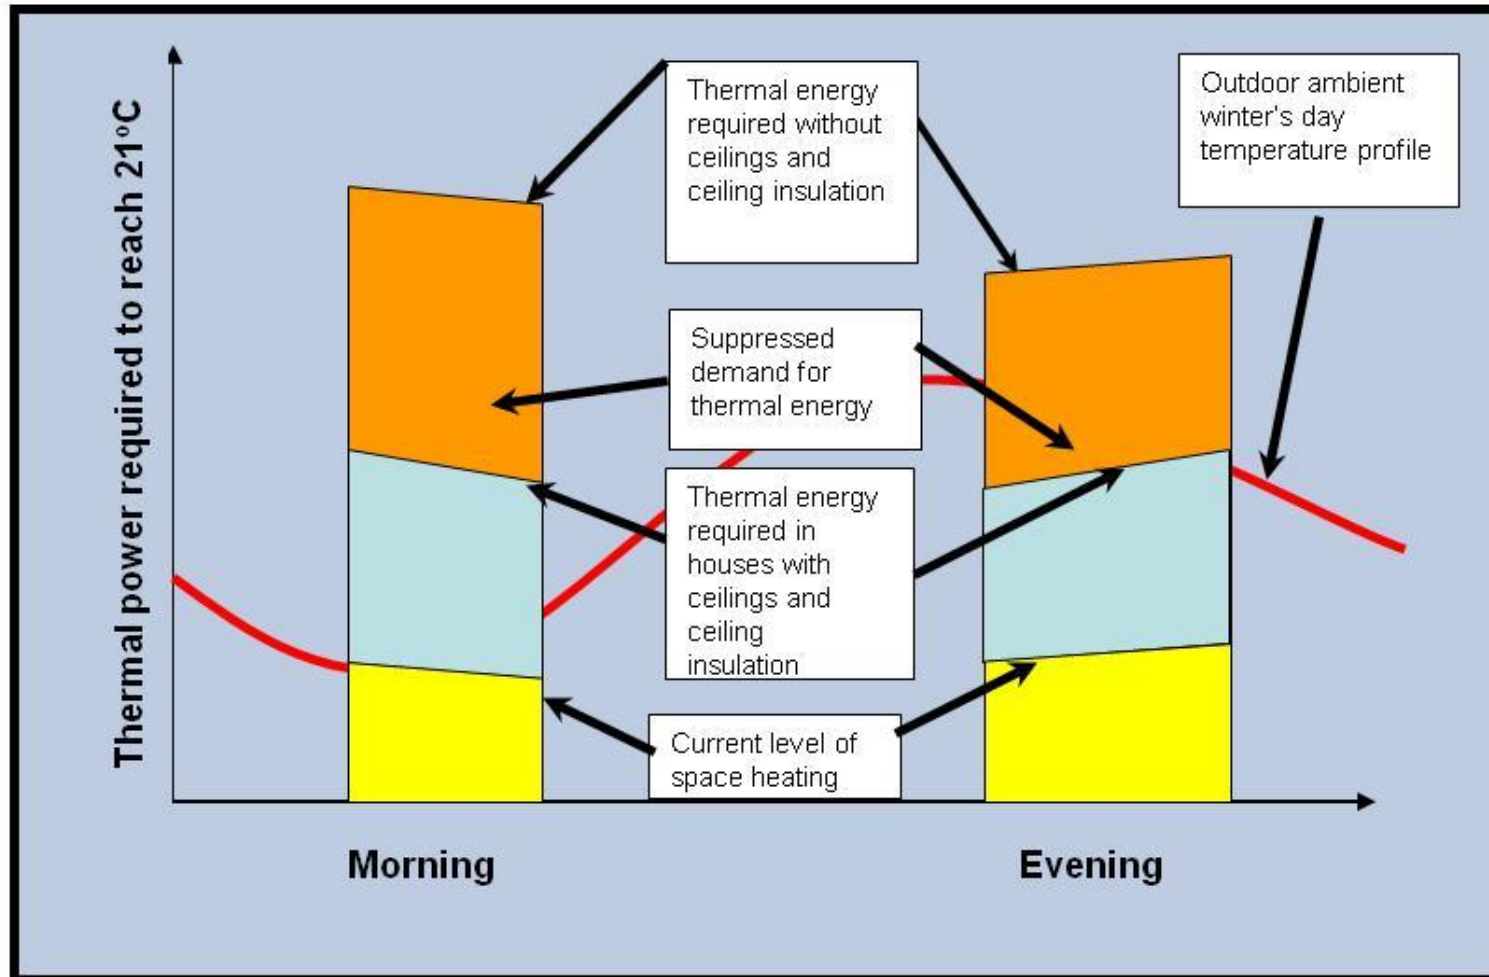 Thermal power required to reach 21°C
Thermal energy
required without
ceilings and
ceiling insulation
Outdoor ambient
winter's day
temperature profile
Suppressed
demand for
thermal energy
Thermal energy
required in
houses with
ceilings and
ceiling
insulation
Current level of
space heating
Morning
Evening